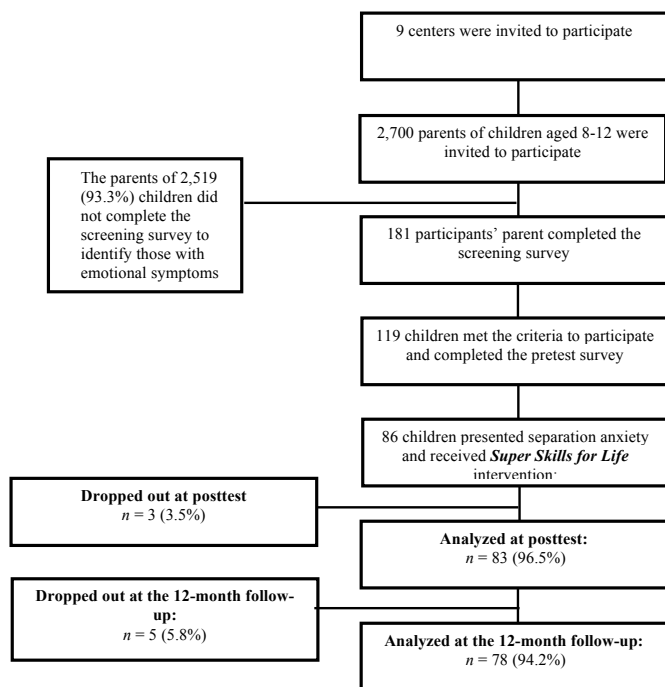 9 centers were invited to participate
2,700 parents of children aged 8-12 were
invited to participate
The parents of 2,519
(93.3%) children did
not complete the
screening survey to
identify those with
emotional symptoms
181 participants’ parent completed the
screening survey
119 children met the criteria to participate
and completed the pretest survey
86 children presented separation anxiety
and received Super Skills for Life
intervention:
Dropped out at posttest
n = 3 (3.5%)
Analyzed at posttest:
n = 83 (96.5%)
Dropped out at the 12-month follow-
up:
n = 5 (5.8%)
Analyzed at the 12-month follow-up:
n = 78 (94.2%)